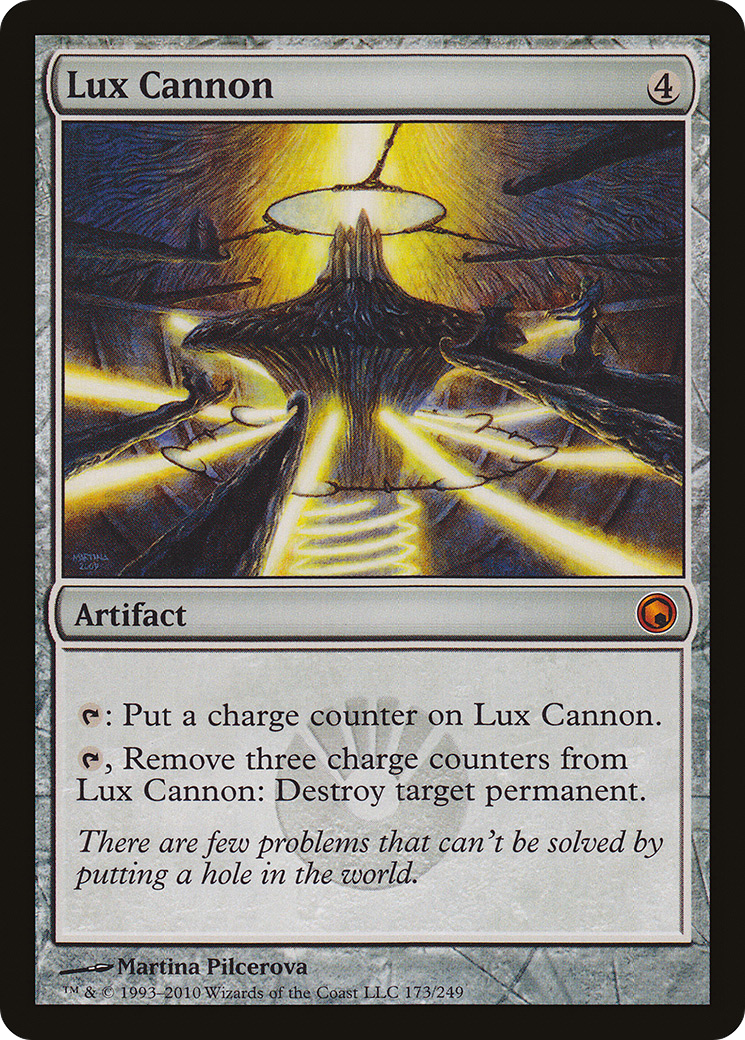 Lux Cannon 4
MARTINA
2009
Artifact
: Put a charge counter on Lux Cannon.
, Remove three charge counters from
Lux Cannon: Destroy target permanent.
There are few problems that can't be solved by
putting a hole in the world.
Martina Pilcerova
™ & © 1993–2010 Wizards of the Coast LLC 173/249